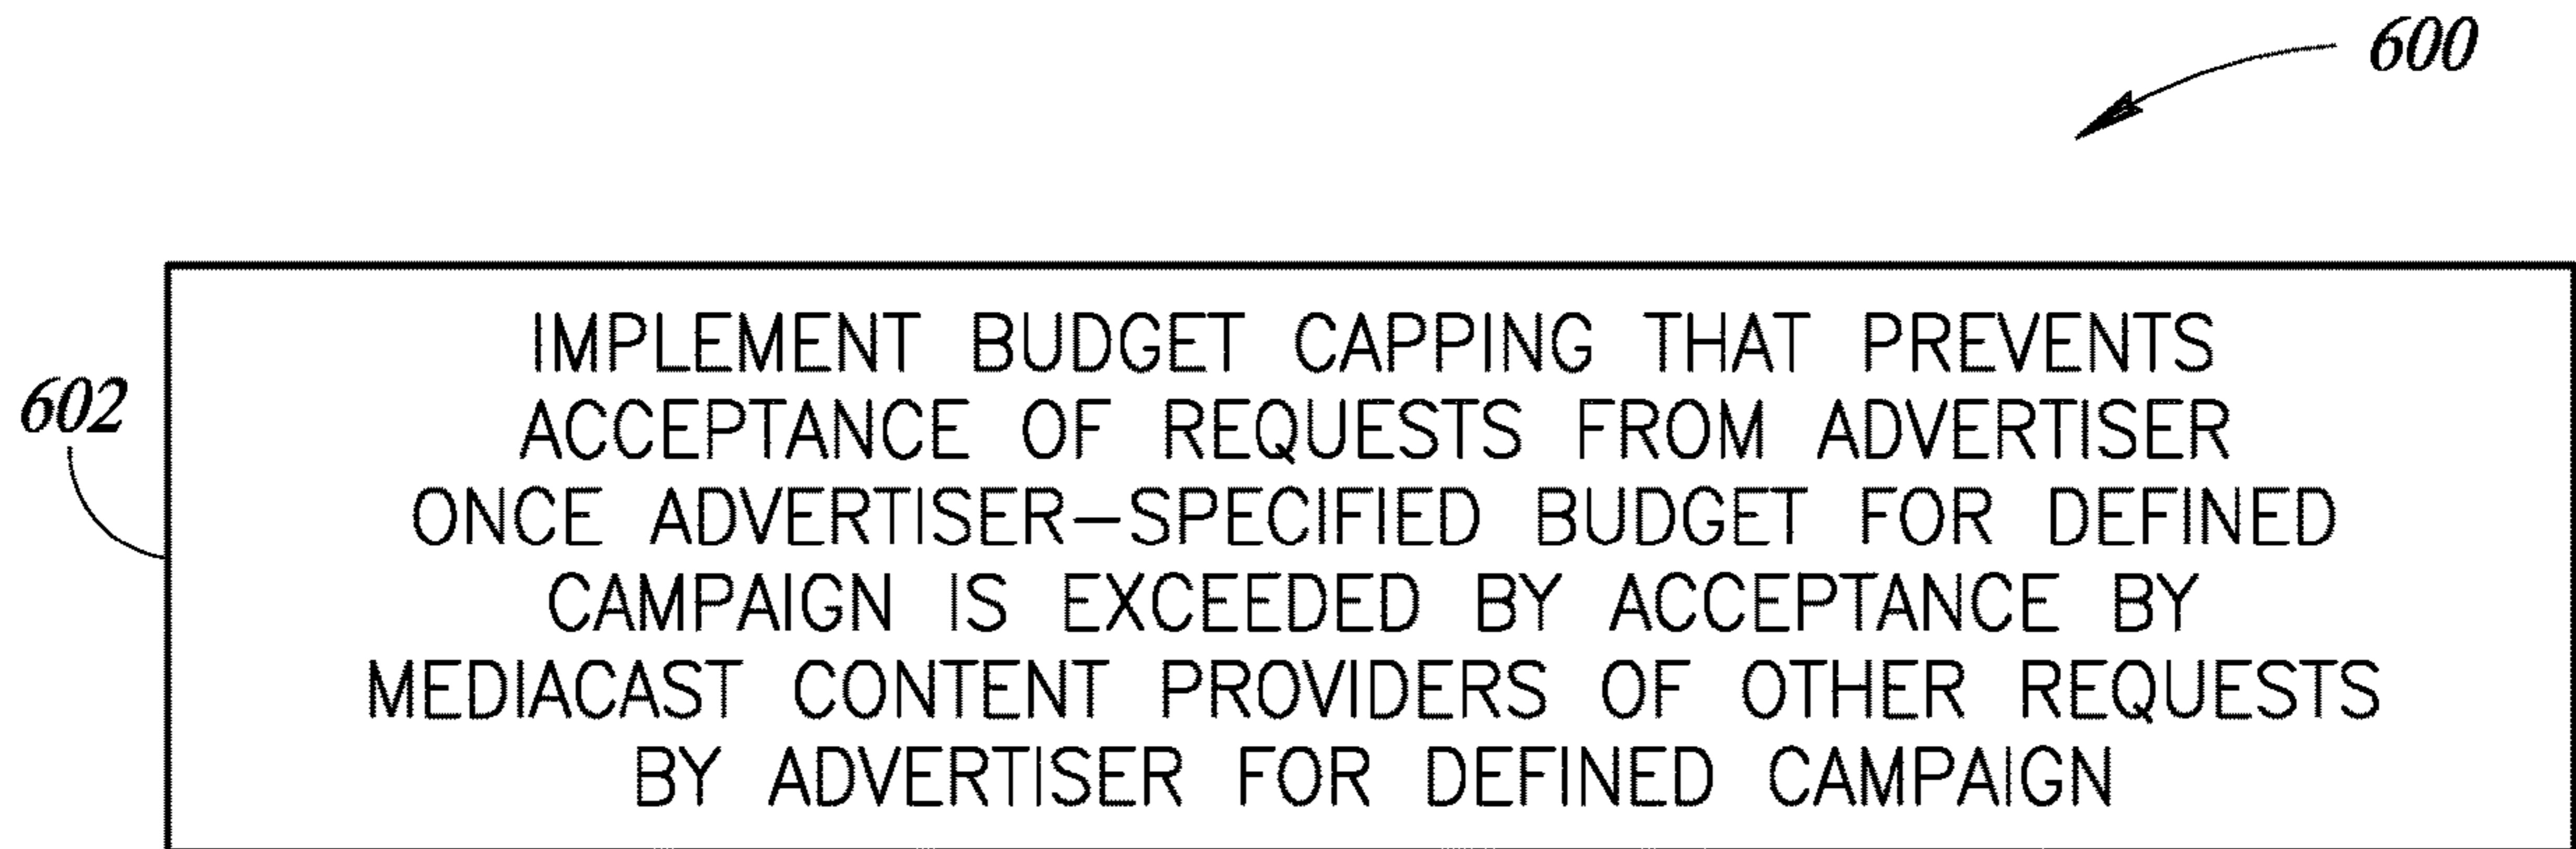 600
602
IMPLEMENT BUDGET CAPPING THAT PREVENTS
ACCEPTANCE OF REQUESTS FROM ADVERTISER
ONCE ADVERTISER-SPECIFIED BUDGET FOR DEFINED
CAMPAIGN IS EXCEEDED BY ACCEPTANCE BY
MEDIACAST CONTENT PROVIDERS OF OTHER REQUESTS
BY ADVERTISER FOR DEFINED CAMPAIGN